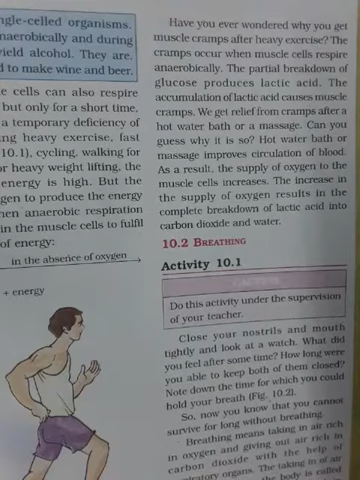 ngle-celled organisms.
naerobically and during
yield alcohol. They are,
d to make wine and beer.
e cells can also respire
but only for a short time,
a temporary deficiency of
ng heavy exercise, fast
10.1), cycling, walking for
or heavy weight lifting, the
energy is high. But the
gen to produce the energy
hen anaerobic respiration
in the muscle cells to fulfil
of energy:
in the absence of oxygen
+ energy
Have you ever wondered why you get
muscle cramps after heavy exercise? The
cramps occur when muscle cells respire
anaerobically. The partial breakdown of
glucose produces lactic acid. The
accumulation of lactic acid causes muscle
cramps. We get relief from cramps after a
hot water bath or a massage. Can you
guess why it is so? Hot water bath or
massage improves circulation of blood.
As a result, the supply of oxygen to the
muscle cells increases. The increase in
the supply of oxygen results in the
complete breakdown of lactic acid into
carbon dioxide and water.
10.2 BREATHING
Activity 10.1
CAUTION
Do this activity under the supervision
of your teacher.
Close your nostrils and mouth
tightly and look at a watch. What did
you feel after some time? How long were
you able to keep both of them closed?
Note down the time for which you could
hold your breath (Fig. 10.2).
So, now you know that you cannot
survive for long without breathing.
Breathing means taking in air rich
in oxygen and giving out air rich in
carbon dioxide with the help of
piratory organs. The taking in of air
the body is called